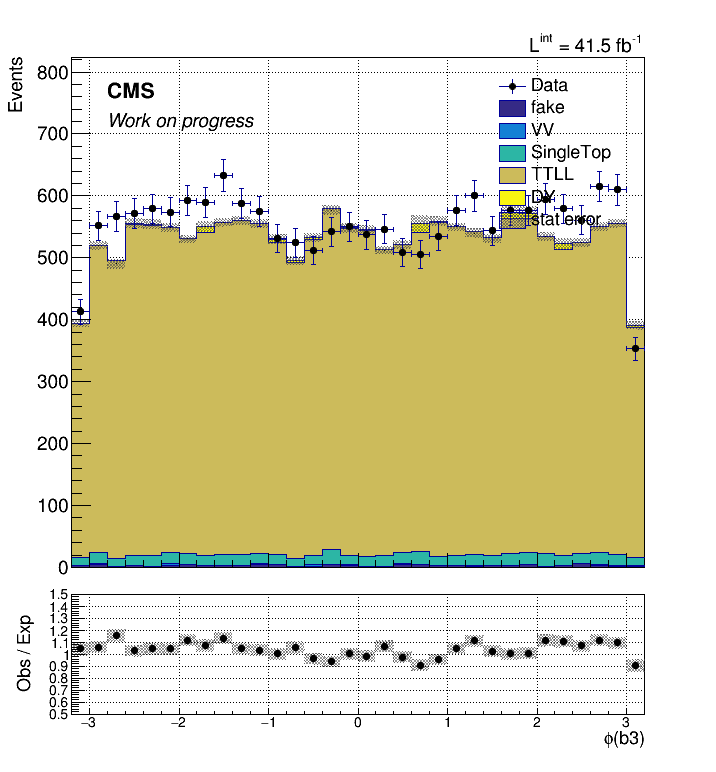 L^int = 41.5 fb^-1
Events
800
700
600
500
400
300
200
100
0
CMS
Work on progress
Data
fake
VV
SingleTop
TTLL
DY
stat error
Obs / Exp
1.5
1.4
1.3
1.2
1.1
1
0.9
0.8
0.7
0.6
0.5
−3 −2 −1 0 1 2 3
ϕ(b3)